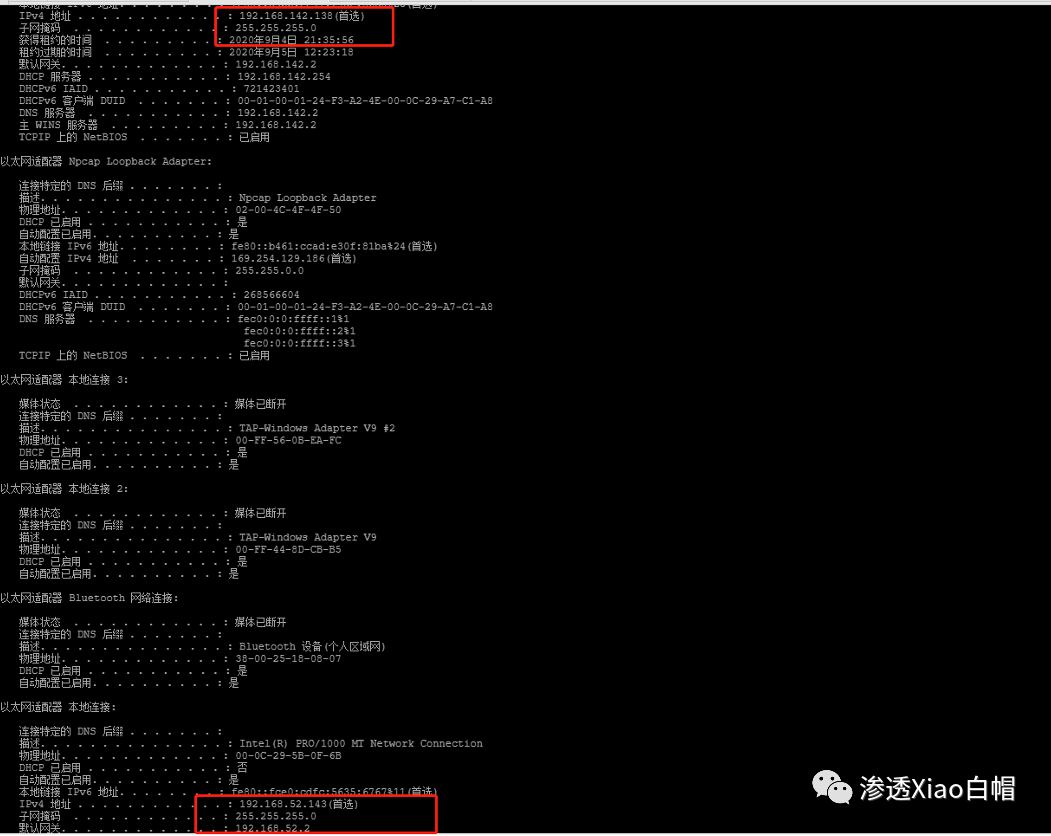 IPv4 地址 . . . . . . . . . . . . : 192.168.142.138(首选)
子网掩码 . . . . . . . . . . . . : 255.255.255.0
获得租约的时间 . . . . . . . . . : 2020年9月4日 21:35:56
租约过期的时间 . . . . . . . . . : 2020年9月5日 12:23:18
默认网关. . . . . . . . . . . . . : 192.168.142.2
DHCP 服务器 . . . . . . . . . . . : 192.168.142.254
DHCPv6 IAID . . . . . . . . . . . : 721423401
DHCPv6 客户端 DUID . . . . . . . : 00-01-00-01-24-F3-A2-4E-00-0C-29-A7-C1-A8
DNS 服务器 . . . . . . . . . . . : 192.168.142.2
主 WINS 服务器 . . . . . . . . . : 192.168.142.2
TCPIP 上的 NetBIOS . . . . . . . : 已启用
以太网适配器 Npcap Loopback Adapter:
连接特定的 DNS 后缀 . . . . . . . :
描述. . . . . . . . . . . . . . . : Npcap Loopback Adapter
物理地址. . . . . . . . . . . . . : 02-00-4C-4F-4F-50
DHCP 已启用 . . . . . . . . . . . : 是
自动配置已启用. . . . . . . . . . : 是
本地链接 IPv6 地址. . . . . . . . : fe80::b461:ccad:e30f:81ba%24(首选)
自动配置 IPv4 地址 . . . . . . . : 169.254.129.186(首选)
子网掩码 . . . . . . . . . . . . : 255.255.0.0
默认网关. . . . . . . . . . . . . :
DHCPv6 IAID . . . . . . . . . . . : 268566604
DHCPv6 客户端 DUID . . . . . . . : 00-01-00-01-24-F3-A2-4E-00-0C-29-A7-C1-A8
DNS 服务器 . . . . . . . . . . . : fec0:0:0:ffff::1%1
fec0:0:0:ffff::2%1
fec0:0:0:ffff::3%1
TCPIP 上的 NetBIOS . . . . . . . : 已启用
以太网适配器 本地连接 3:
媒体状态 . . . . . . . . . . . . : 媒体已断开
连接特定的 DNS 后缀 . . . . . . . :
描述. . . . . . . . . . . . . . . : TAP-Windows Adapter V9 #2
物理地址. . . . . . . . . . . . . : 00-FF-56-0B-EA-FC
DHCP 已启用 . . . . . . . . . . . : 是
自动配置已启用. . . . . . . . . . : 是
以太网适配器 本地连接 2:
媒体状态 . . . . . . . . . . . . : 媒体已断开
连接特定的 DNS 后缀 . . . . . . . :
描述. . . . . . . . . . . . . . . : TAP-Windows Adapter V9
物理地址. . . . . . . . . . . . . : 00-FF-44-8D-CB-B5
DHCP 已启用 . . . . . . . . . . . : 是
自动配置已启用. . . . . . . . . . : 是
以太网适配器 Bluetooth 网络连接:
媒体状态 . . . . . . . . . . . . : 媒体已断开
连接特定的 DNS 后缀 . . . . . . . :
描述. . . . . . . . . . . . . . . : Bluetooth 设备(个人区域网)
物理地址. . . . . . . . . . . . . : 38-00-25-18-08-07
DHCP 已启用 . . . . . . . . . . . : 是
自动配置已启用. . . . . . . . . . : 是
以太网适配器 本地连接:
连接特定的 DNS 后缀 . . . . . . . :
描述. . . . . . . . . . . . . . . : Intel(R) PRO/1000 MT Network Connection
物理地址. . . . . . . . . . . . . : 00-0C-29-5B-0F-6B
DHCP 已启用 . . . . . . . . . . . : 否
自动配置已启用. . . . . . . . . . : 是
本地链接 IPv6 地址. . . . . . . . : fe80::fce0:cdfc:5635:6767%11(首选)
IPv4 地址 . . . . . . . . . . . . : 192.168.52.143(首选)
子网掩码 . . . . . . . . . . . . : 255.255.255.0
默认网关. . . . . . . . . . . . . : 192.168.52.2
渗透Xiao白帽